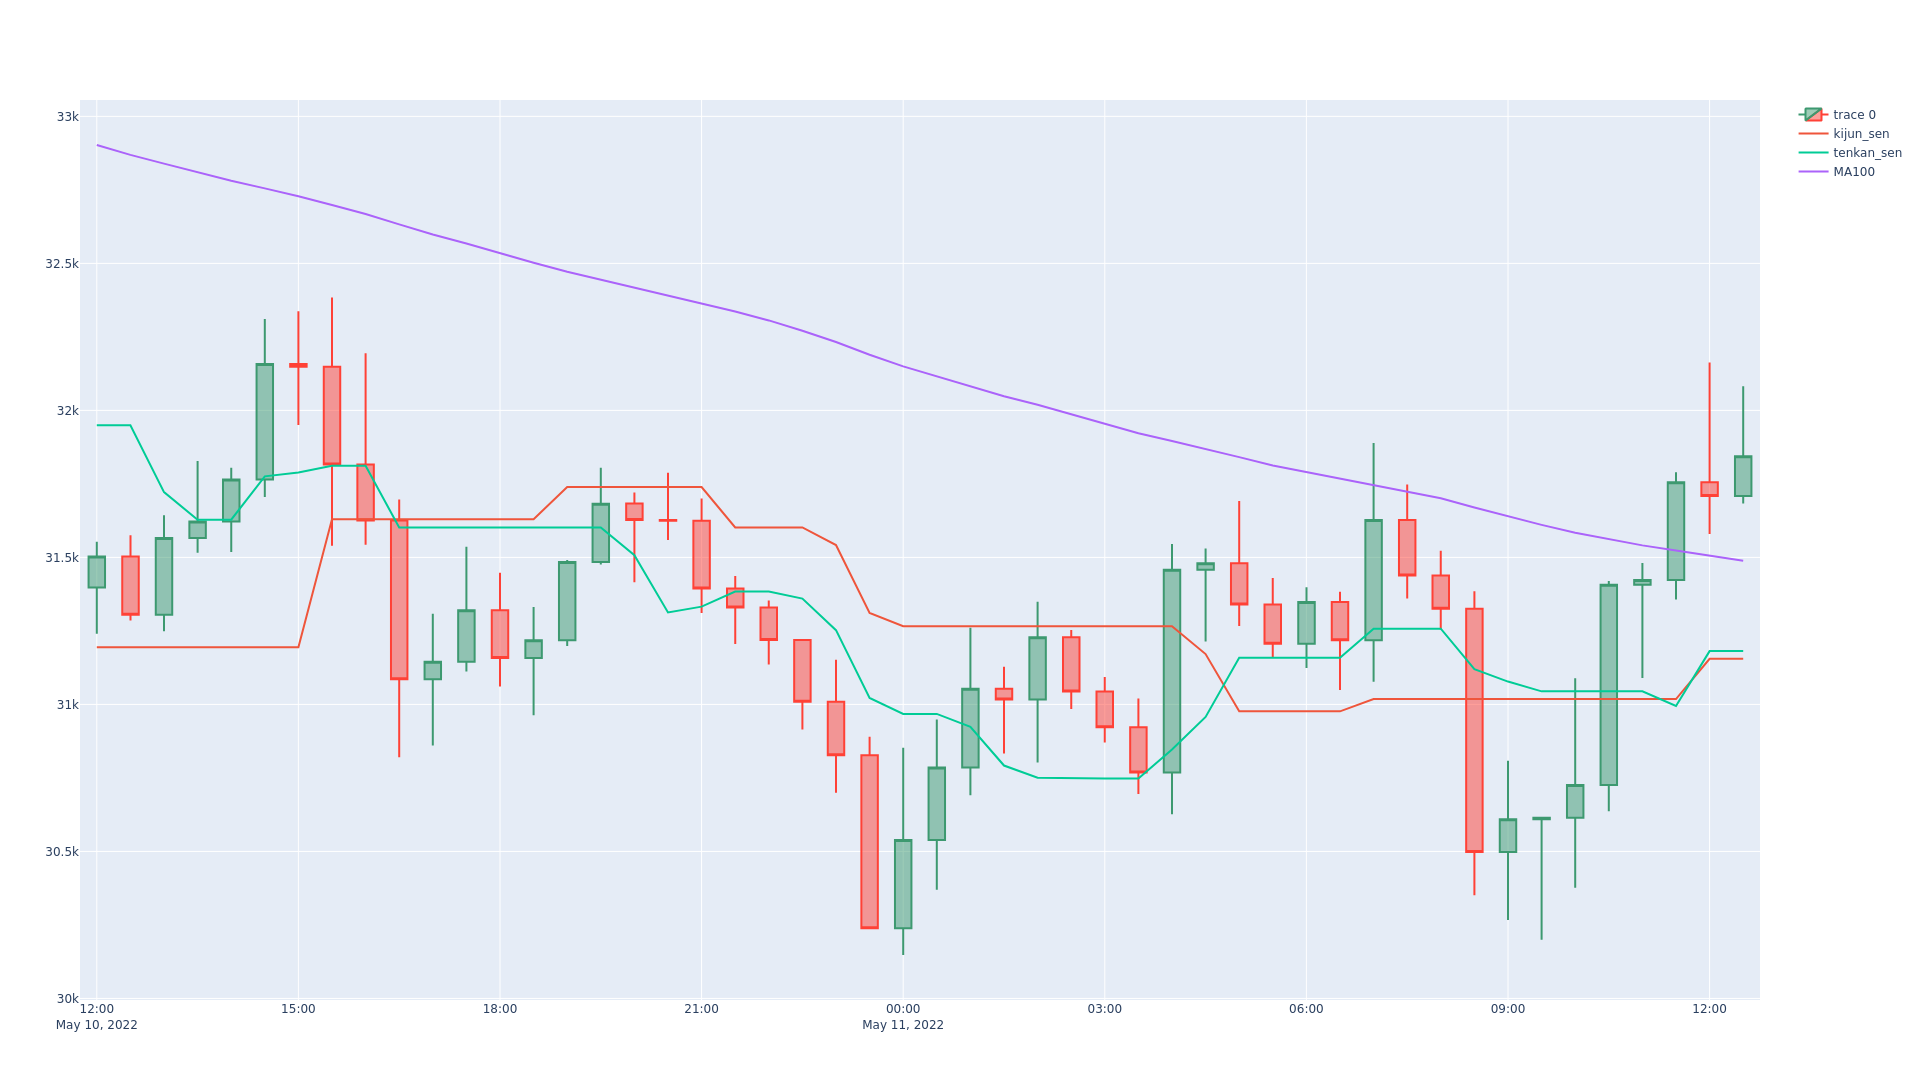 33k
32.5k
32k
31.5k
31k
30.5k
30k
12:00
May 10, 2022
15:00
18:00
21:00
00:00
May 11, 2022
03:00
06:00
09:00
12:00
trace 0
kijun_sen
tenkan_sen
MA100